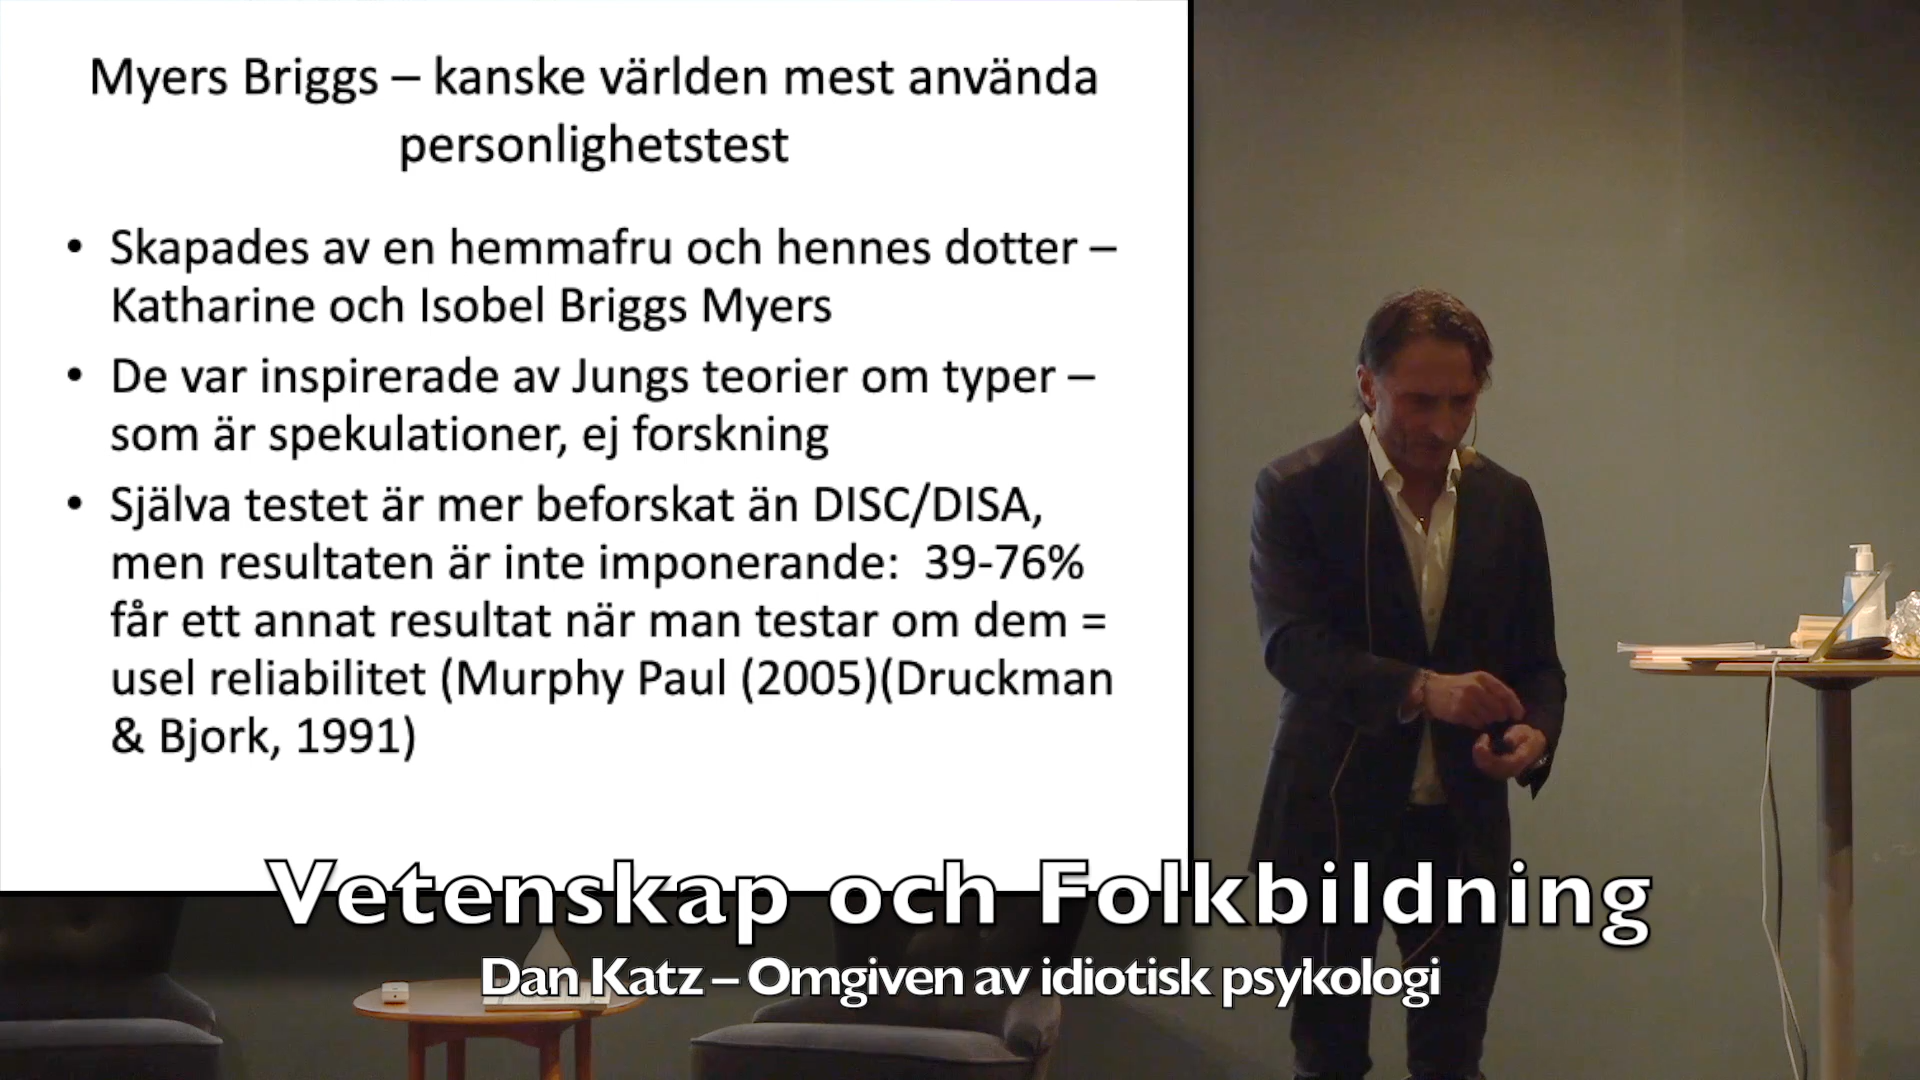 Myers Briggs – kanske världen mest använda
personlighetstest
• Skapades av en hemmafru och hennes dotter –
Katharine och Isobel Briggs Myers
• De var inspirerade av Jungs teorier om typer –
som är spekulationer, ej forskning
• Själva testet är mer beforskat än DISC/DISA,
men resultaten är inte imponerande:  39-76%
får ett annat resultat när man testar om dem =
usel reliabilitet (Murphy Paul (2005)(Druckman
& Bjork, 1991)
Vetenskap och Folkbildning
Dan Katz – Omgiven av idiotisk psykologi